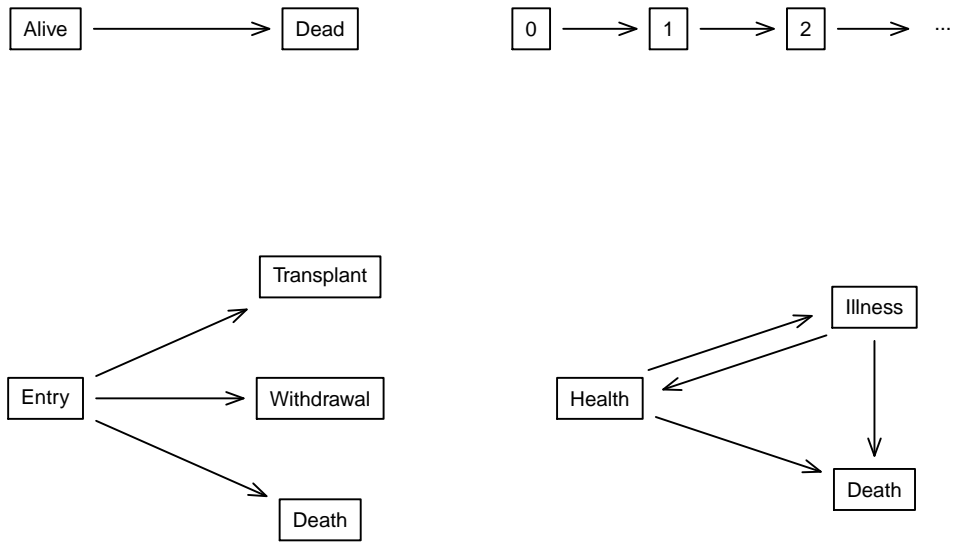 Alive
Dead
0
1
2
...
Transplant
Entry
Withdrawal
Death
Illness
Health
Death